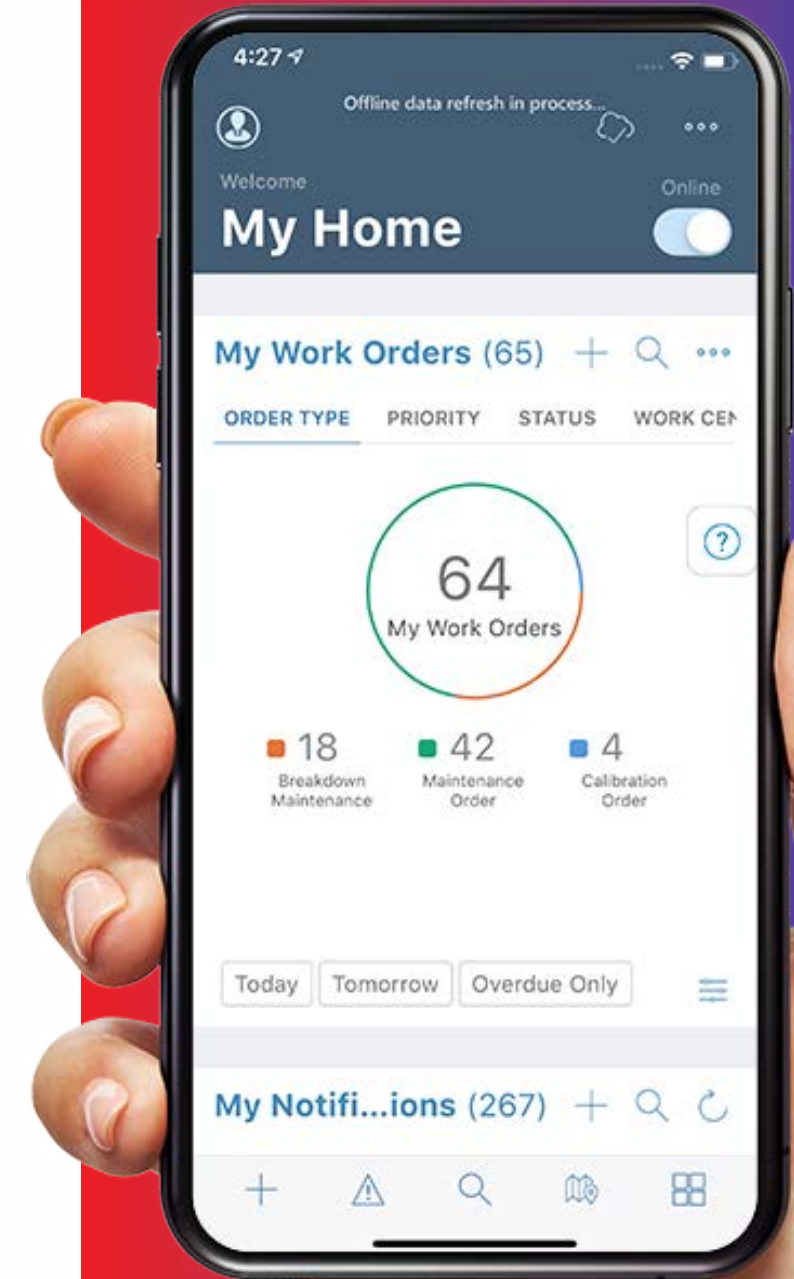 4:27
Offline data refresh in process...
Welcome
Online
My Home
My Work Orders (65)
ORDER TYPE PRIORITY STATUS WORK CEN
64
My Work Orders
18 42 4
Breakdown Maintenance Calibration
Maintenance Order Order
Today Tomorrow Overdue Only
My Notifi...ions (267)